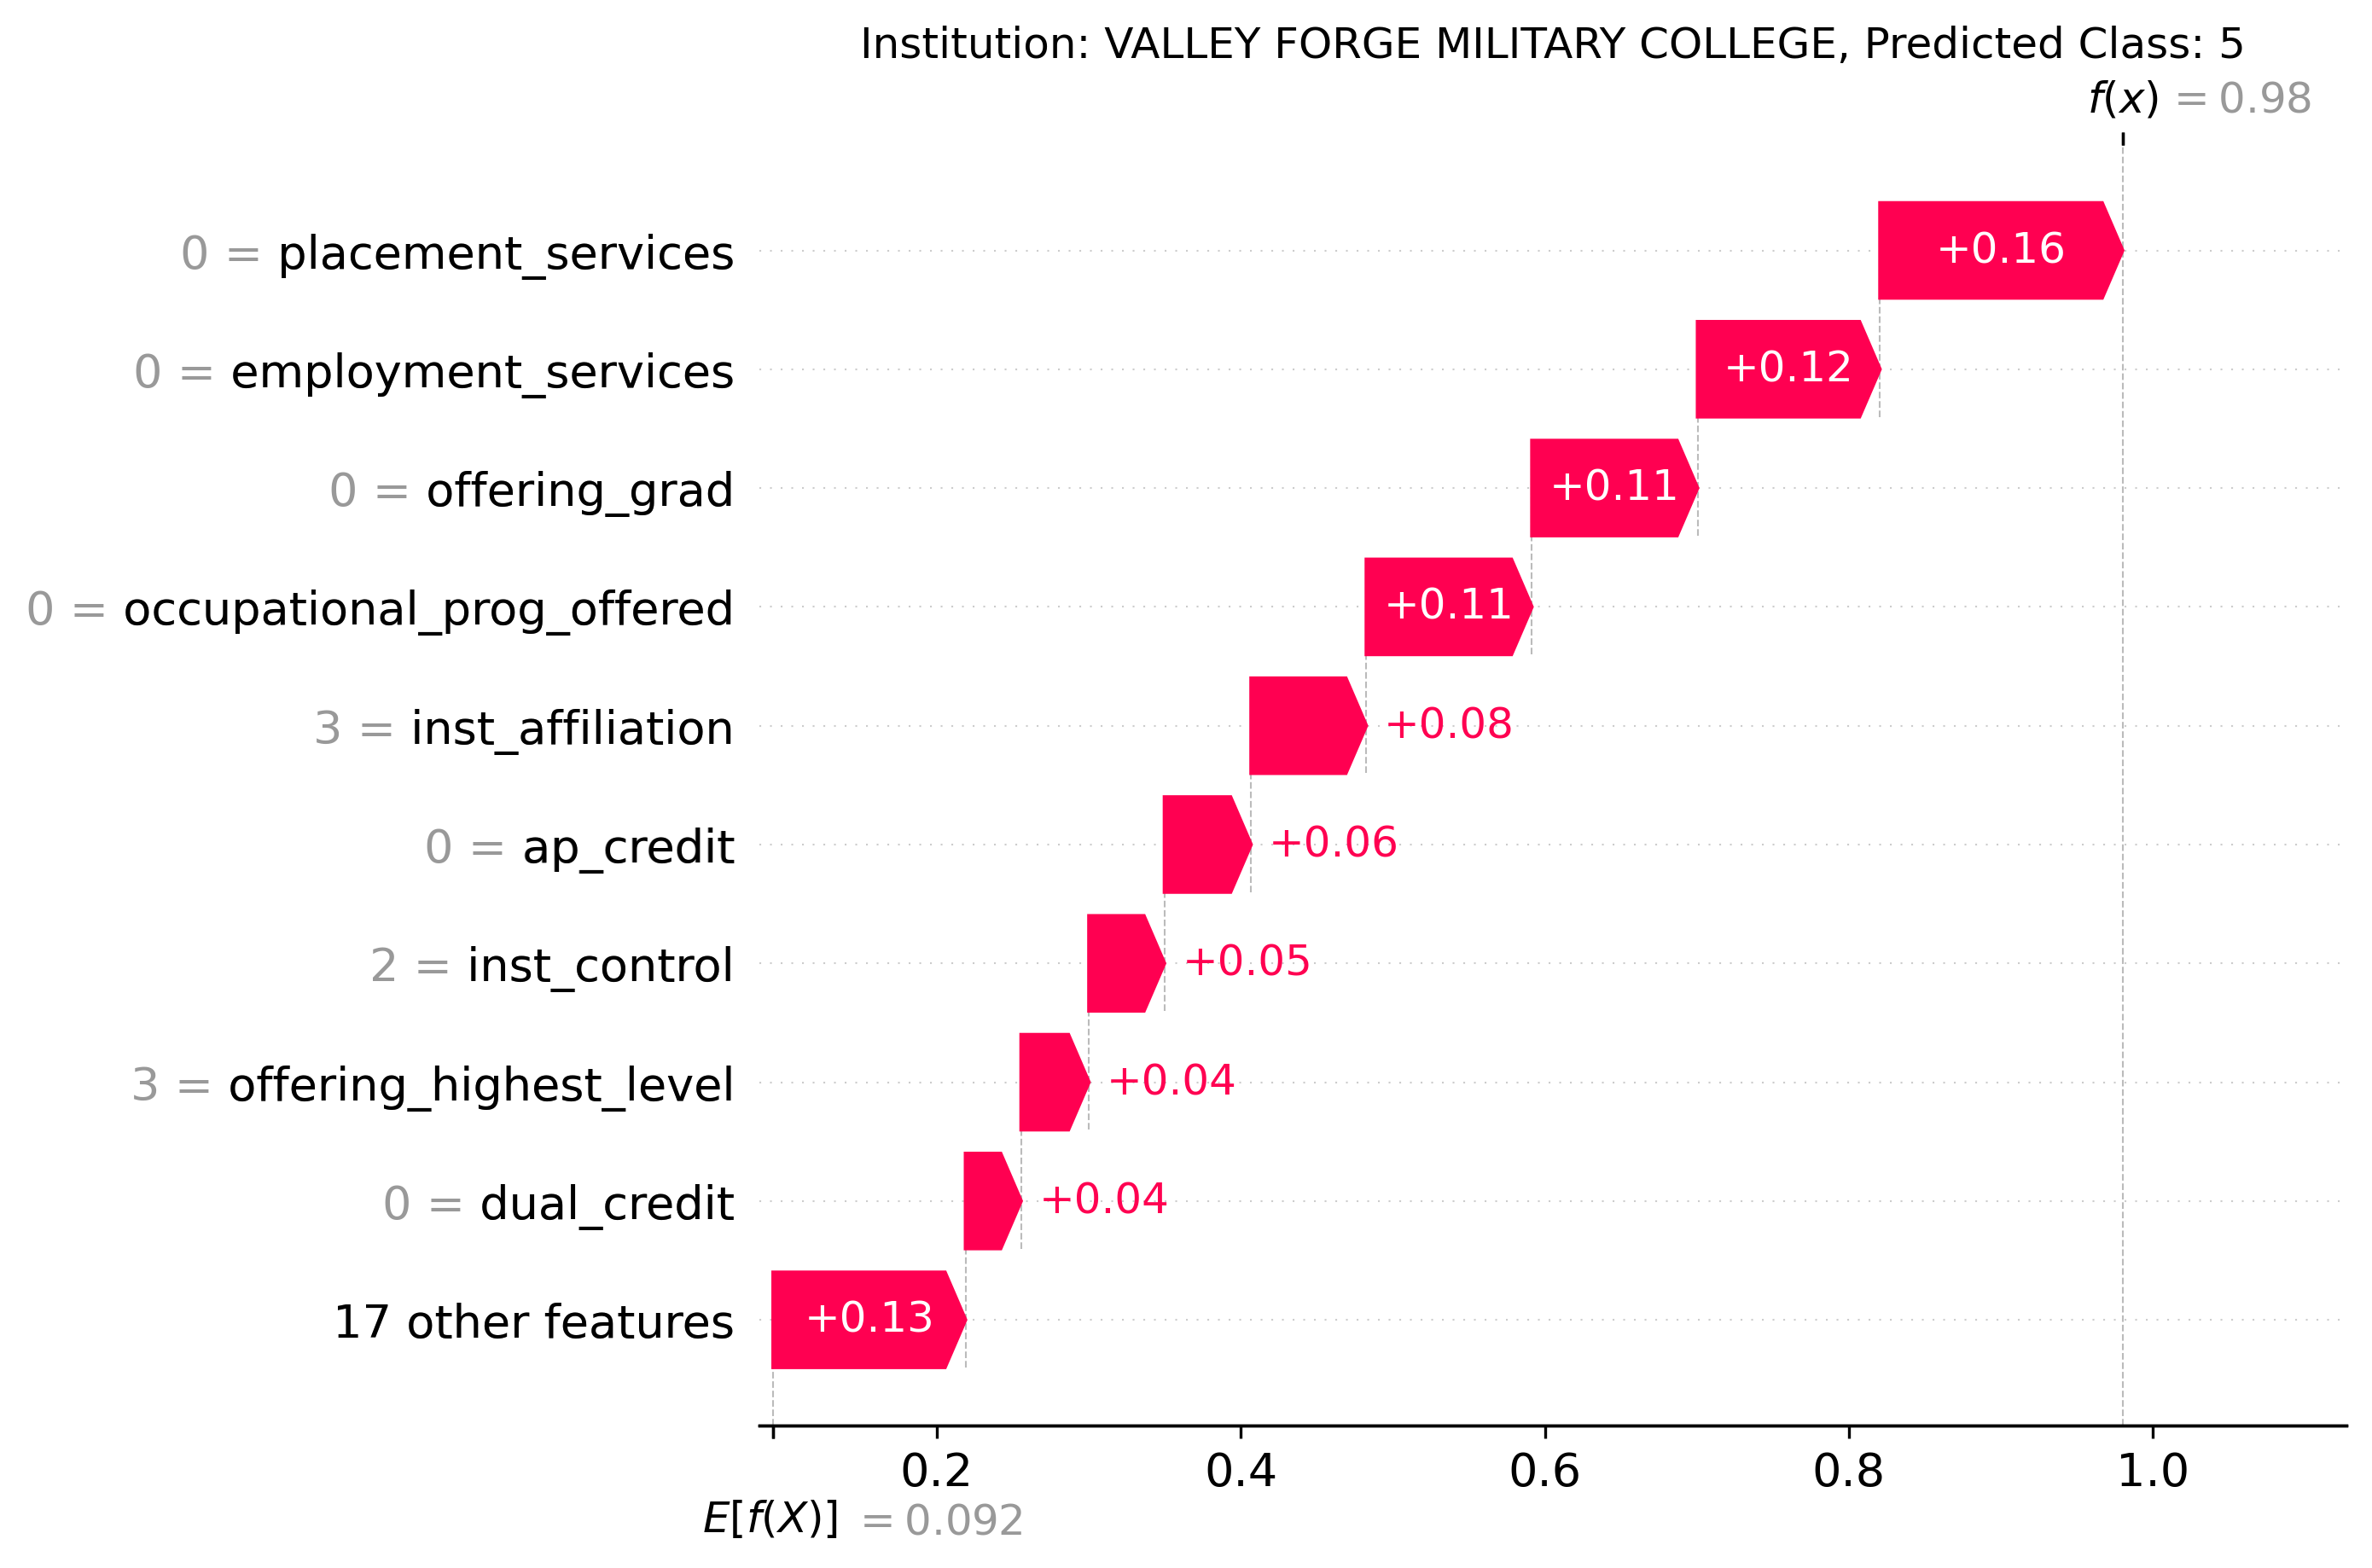 Institution: VALLEY FORGE MILITARY COLLEGE, Predicted Class: 5
f(x) = 0.98
0 = placement_services +0.16
0 = employment_services +0.12
0 = offering_grad +0.11
0 = occupational_prog_offered +0.11
3 = inst_affiliation +0.08
0 = ap_credit +0.06
2 = inst_control +0.05
3 = offering_highest_level +0.04
0 = dual_credit +0.04
17 other features +0.13
0.2 0.4 0.6 0.8 1.0
E[f(X)] = 0.092